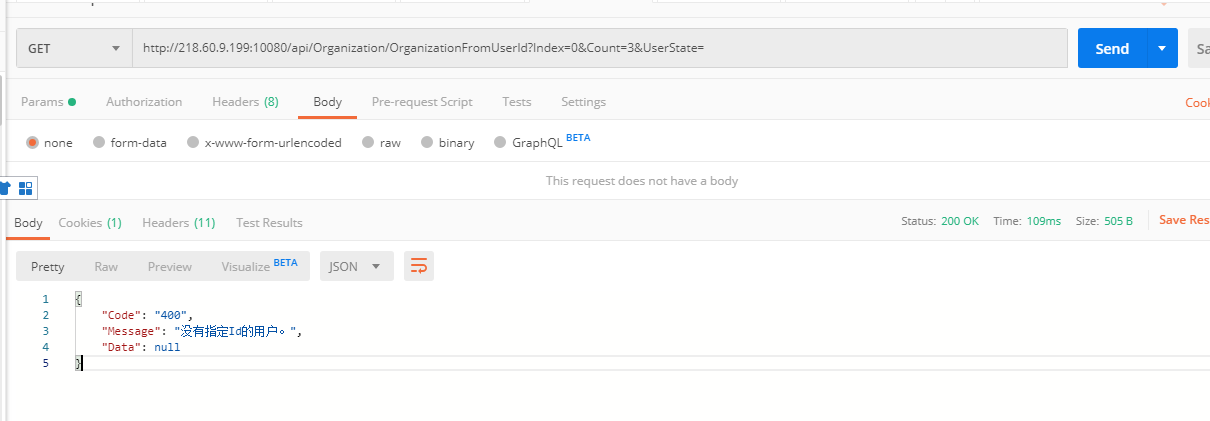 GET http://218.60.9.199:10080/api/Organization/OrganizationFromUserId?Index=0&Count=3&UserState= Send
Params Authorization Headers (8) Body Pre-request Script Tests Settings
none form-data x-www-form-urlencoded raw binary GraphQL BETA
This request does not have a body
Body Cookies (1) Headers (11) Test Results Status: 200 OK Time: 109ms Size: 505 B
Pretty Raw Preview Visualize BETA JSON
1 {
2 "Code": "400",
3 "Message": "没有指定Id的用户。",
4 "Data": null
5 }